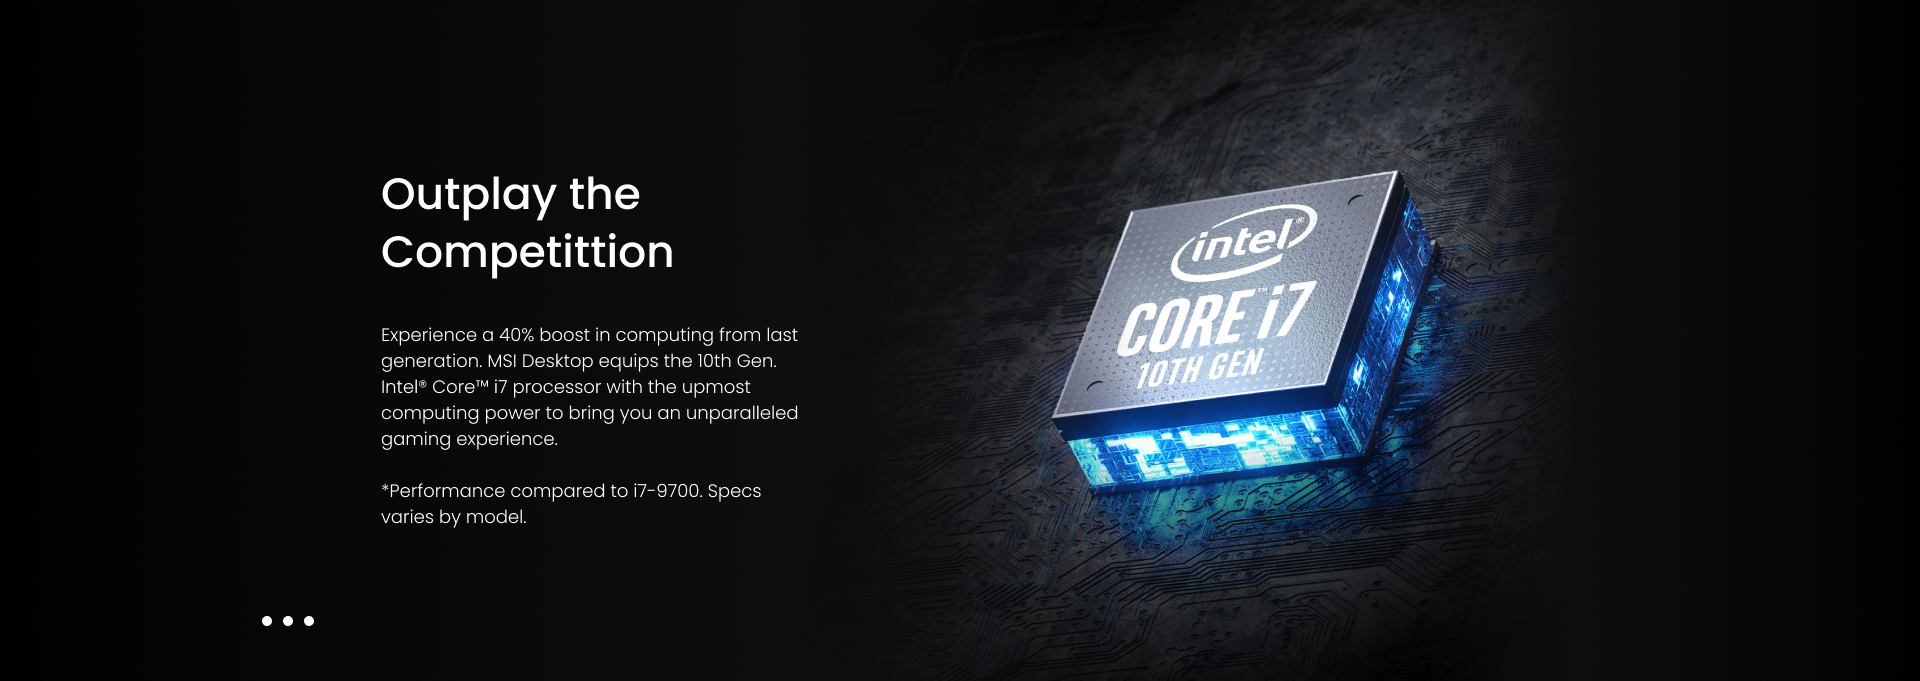 Outplay the
Competittion
Experience a 40% boost in computing from last
generation. MSI Desktop equips the 10th Gen.
Intel® Core™ i7 processor with the upmost
computing power to bring you an unparalleled
gaming experience.
*Performance compared to i7-9700. Specs
varies by model.
intel®
CORE™ i7
10TH GEN